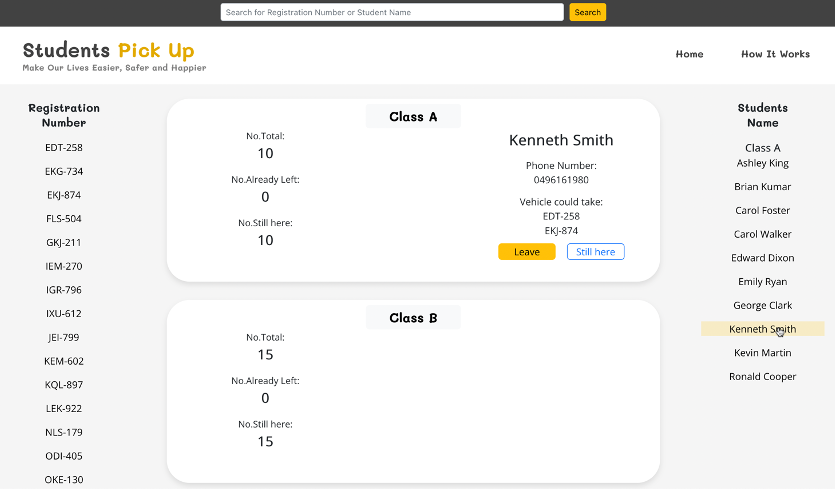 Search for Registration Number or Student Name
Search
Students Pick Up
Make Our Lives Easier, Safer and Happier
Home
How It Works
Registration
Number
EDT-258
EKG-734
EKJ-874
FLS-504
GKJ-211
IEM-270
IGR-796
IXU-612
JEI-799
KEM-602
KQL-897
LEK-922
NLS-179
ODI-405
OKE-130
Class A
No.Total:
10
No.Already Left:
0
No.Still here:
10
Kenneth Smith
Phone Number:
0496161980
Vehicle could take:
EDT-258
EKJ-874
Leave
Still here
Class B
No.Total:
15
No.Already Left:
0
No.Still here:
15
Students
Name
Class A
Ashley King
Brian Kumar
Carol Foster
Carol Walker
Edward Dixon
Emily Ryan
George Clark
Kenneth Smith
Kevin Martin
Ronald Cooper